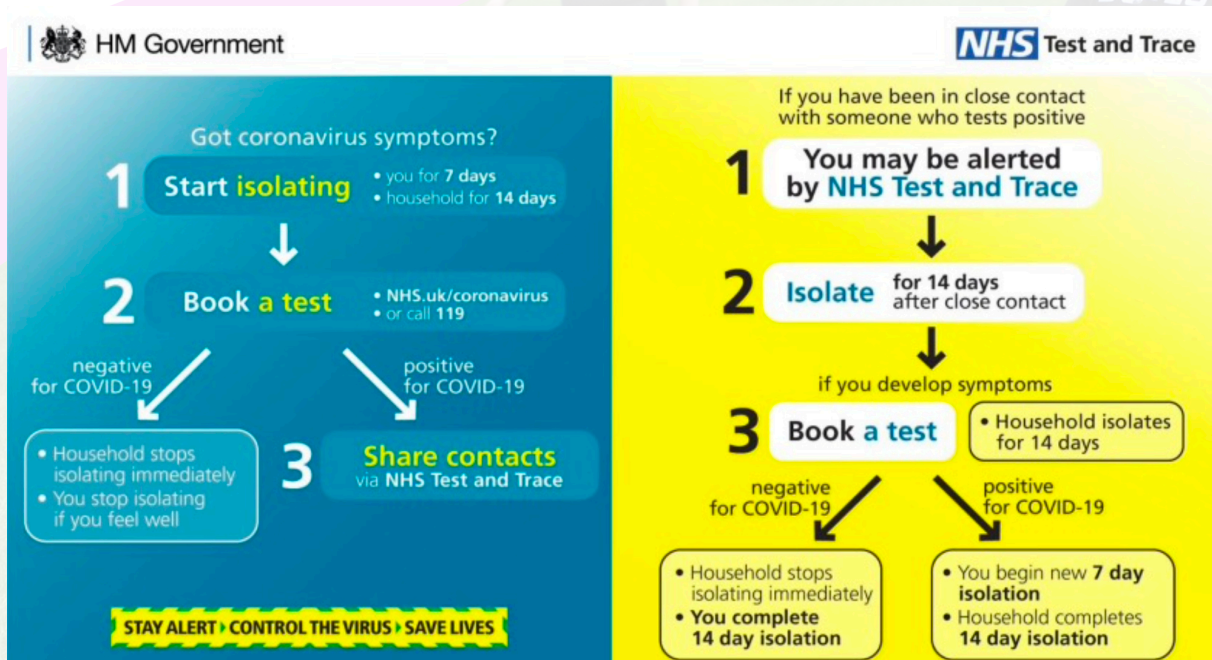 HM Government
NHS Test and Trace
Got coronavirus symptoms?
1
Start isolating
• you for 7 days
• household for 14 days
2
Book a test
• NHS.uk/coronavirus
• or call 119
negative
for COVID-19
positive
for COVID-19
• Household stops
isolating immediately
• You stop isolating
if you feel well
3
Share contacts
via NHS Test and Trace
STAY ALERT CONTROL THE VIRUS SAVE LIVES
If you have been in close contact
with someone who tests positive
1
You may be alerted
by NHS Test and Trace
2
Isolate
for 14 days
after close contact
if you develop symptoms
3
Book a test
• Household isolates
for 14 days
negative
for COVID-19
positive
for COVID-19
• Household stops
isolating immediately
• You complete
14 day isolation
• You begin new 7 day
isolation
• Household completes
14 day isolation